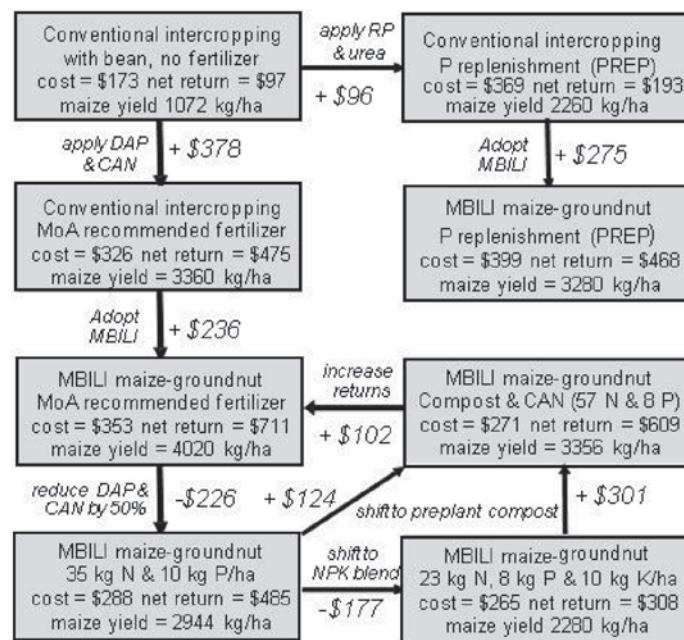 Conventional intercropping
with bean, no fertilizer
cost = $173 net return = $97
maize yield 1072 kg/ha
apply RP
& urea
+ $96
Conventional intercropping
P replenishment (PREP)
cost = $369 net return = $193
maize yield 2260 kg/ha
apply DAP
& CAN
+ $378
Adopt
MBILI
+ $275
Conventional intercropping
MoA recommended fertilizer
cost = $326 net return = $475
maize yield = 3360 kg/ha
MBILI maize-groundnut
P replenishment (PREP)
cost = $399 net return = $468
maize yield = 3280 kg/ha
Adopt
MBILI
+ $236
MBILI maize-groundnut
MoA recommended fertilizer
cost = $353 net return = $711
maize yield = 4020 kg/ha
increase
returns
+ $102
MBILI maize-groundnut
Compost & CAN (57 N & 8 P)
cost = $271 net return = $609
maize yield = 3356 kg/ha
reduce DAP &
CAN by 50%
-$226
+ $124
shift to preplant compost
+ $301
MBILI maize-groundnut
35 kg N & 10 kg P/ha
cost = $288 net return = $485
maize yield = 2944 kg/ha
shift to
NPK blend
-$177
MBILI maize-groundnut
23 kg N, 8 kg P & 10 kg K/ha
cost = $265 net return = $308
maize yield = 2280 kg/ha